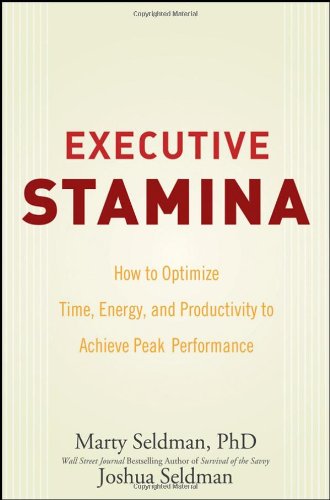 Copyrighted Material
EXECUTIVE
STAMINA
How to Optimize
Time, Energy, and Productivity to
Achieve Peak Performance
Marty Seldman, PhD
Wall Street Journal Bestselling Author of Survival of the Savvy
Joshua Seldman
Copyrighted Material